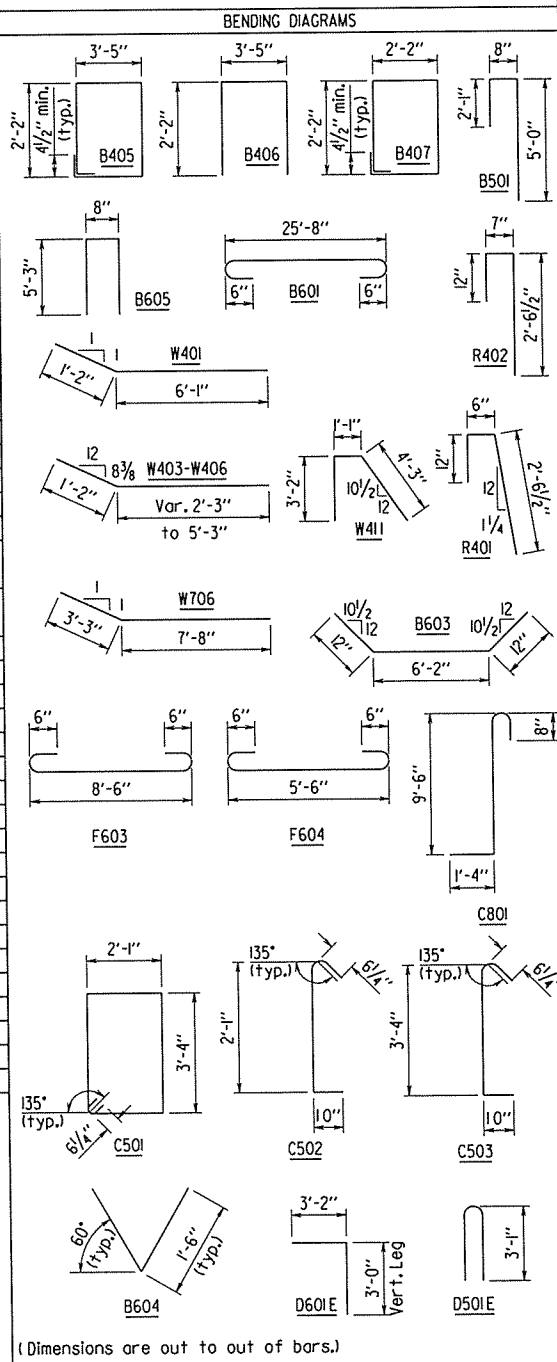 BENDING DIAGRAMS
3'-5"
2'-2"
4 1/2" min.
(typ.)
B405
3'-5"
2'-2"
B406
2'-2"
2'-2"
4 1/2" min.
(typ.)
B407
8"
2'-1"
5'-0"
B501
8"
5'-3"
B605
25'-8"
6"
B601
6"
7"
12"
2'-6 1/2"
R402
1
1
W401
1'-2"
6'-1"
12
8 3/8
W403-W406
1'-2"
Var. 2'-3"
to 5'-3"
1'-1"
3'-2"
4'-3"
10 1/2
12
W411
6"
12"
2'-6 1/2"
12
1 1/4
R401
1
1
W706
3'-3"
7'-8"
10 1/2
12
B603
10 1/2
12
12"
6'-2"
12"
6"
6"
8'-6"
F603
6"
6"
5'-6"
F604
9'-6"
8"
1'-4"
C801
2'-1"
3'-4"
135°
(typ.)
6 1/4"
C501
135°
(typ.)
6 1/4"
2'-1"
10"
C502
135°
(typ.)
6 1/4"
3'-4"
10"
C503
60°
(typ.)
1'-6"
(typ.)
B604
3'-2"
3'-0"
Vert. Leg
D601E
3'-1"
D501E
(Dimensions are out to out of bars.)